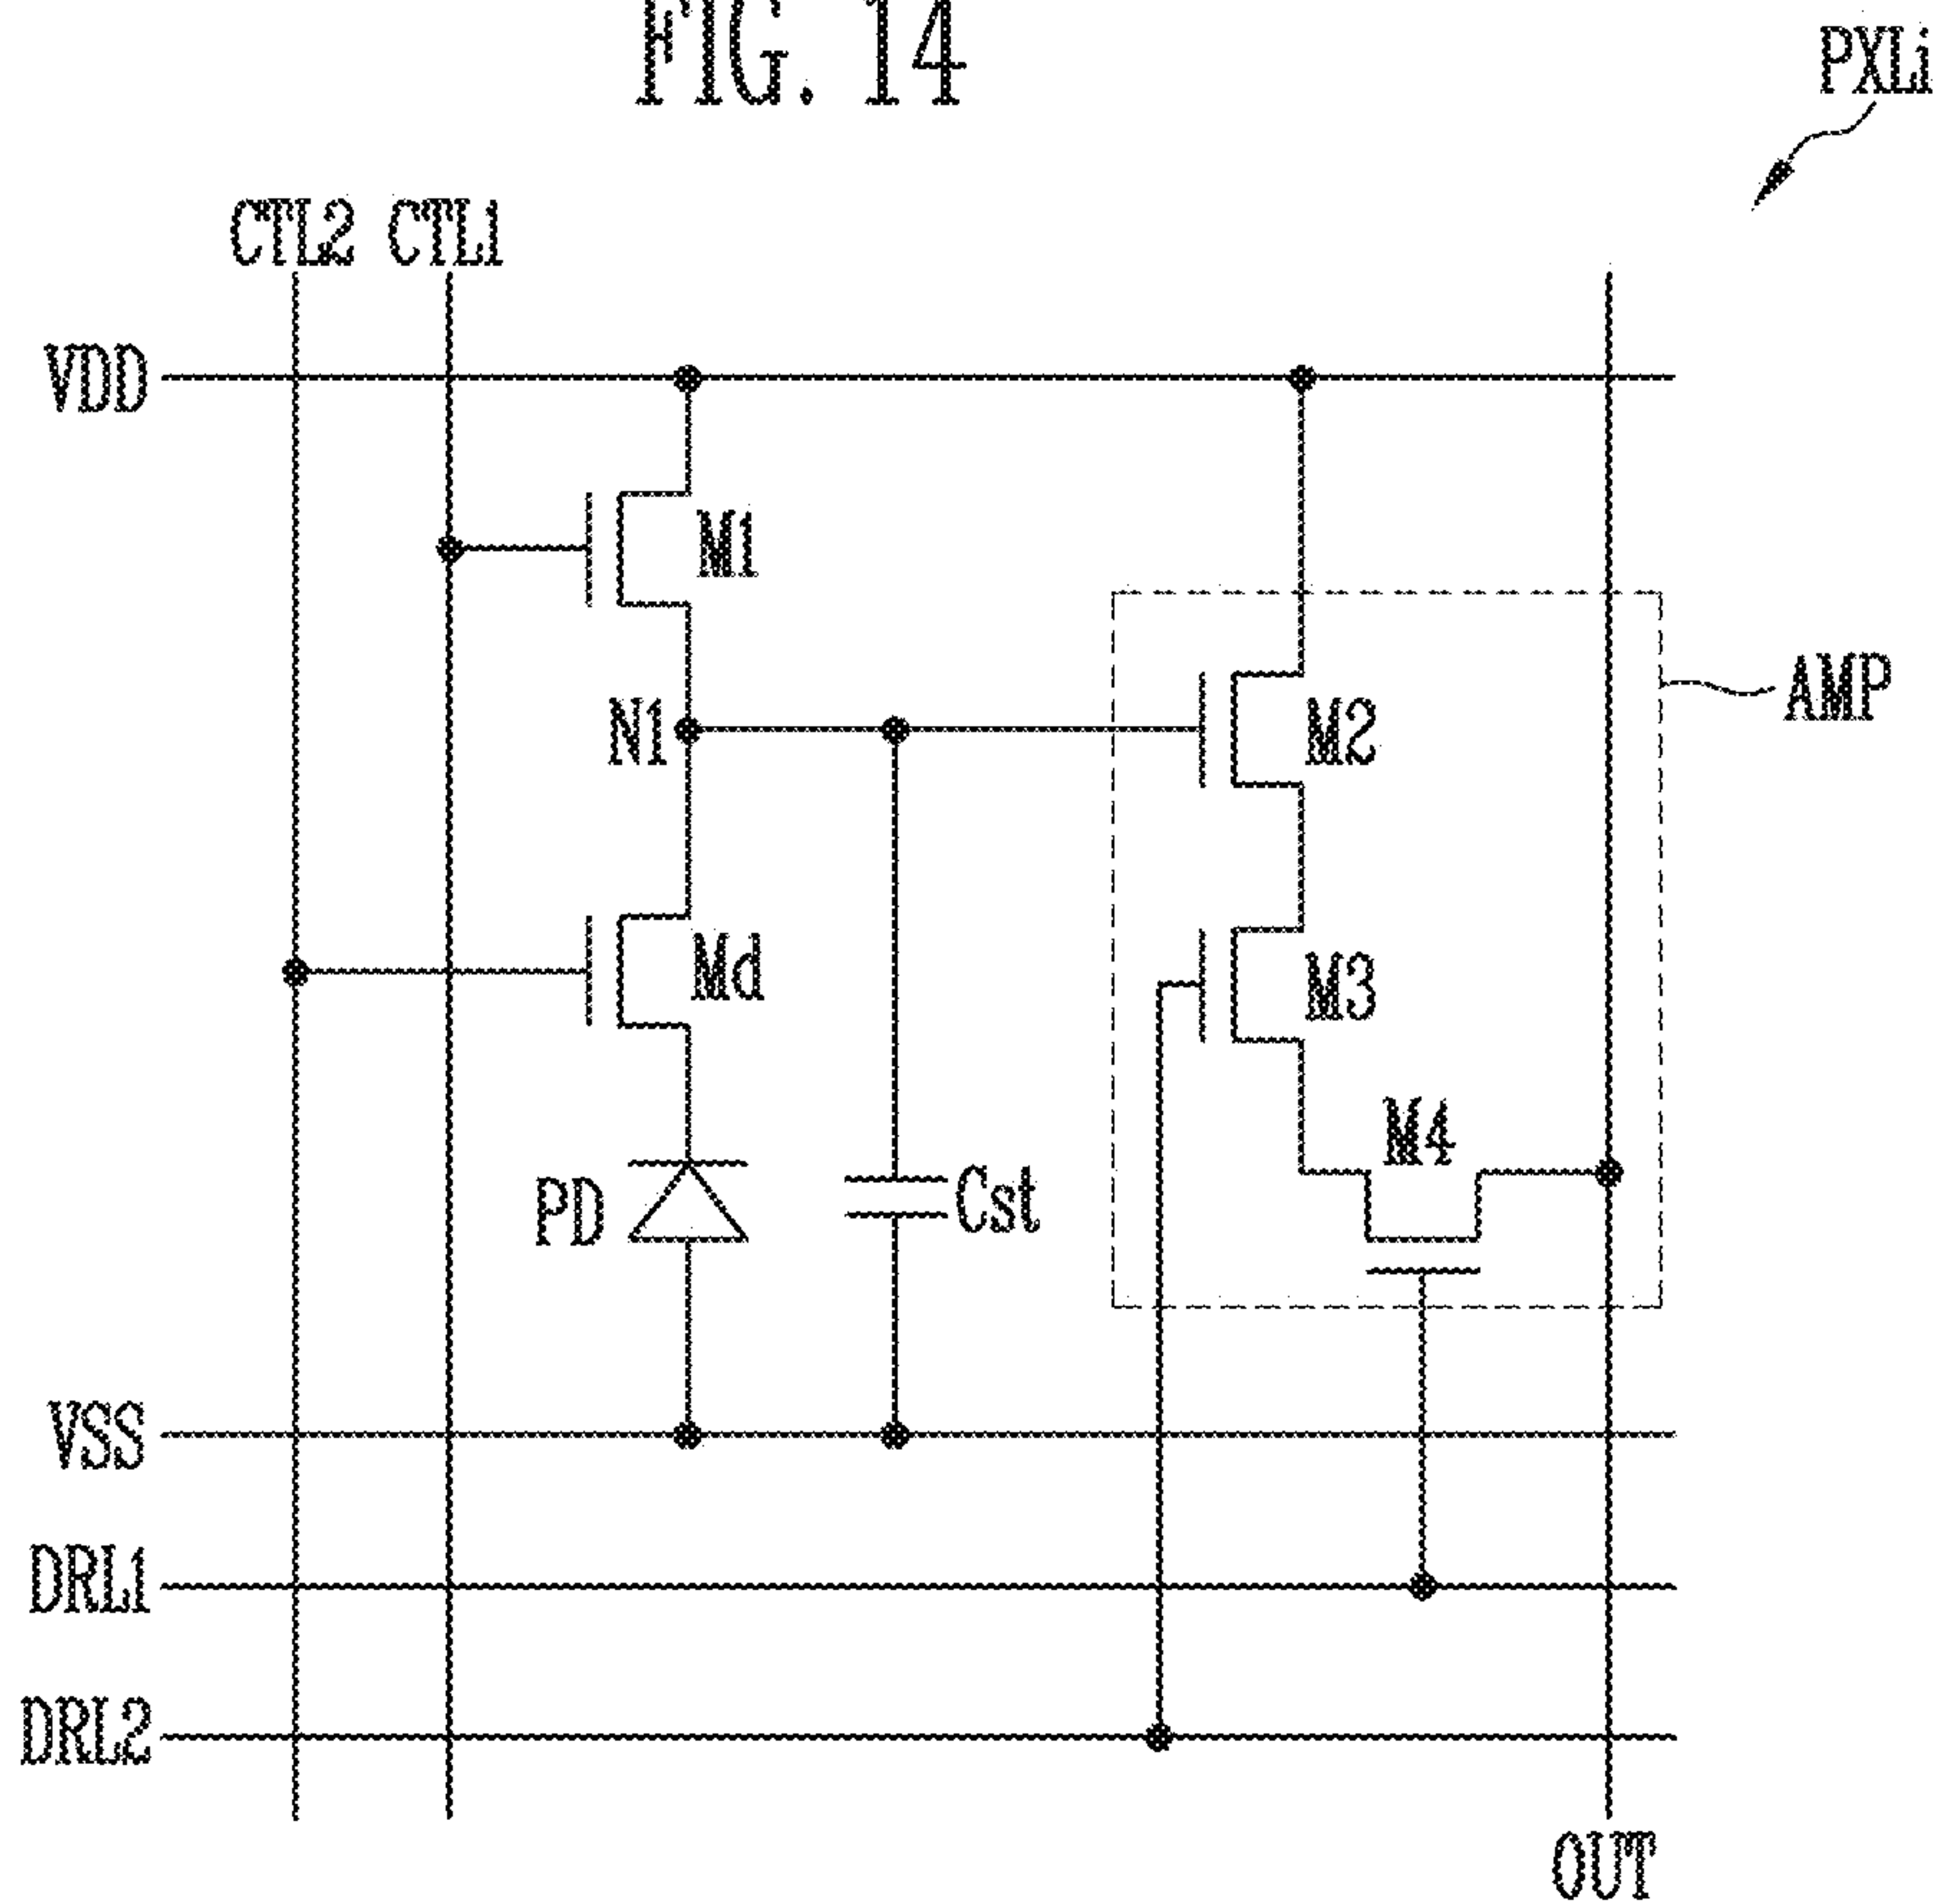 FIG. 14
PXLi
CTL2 CTL1
VDD
M1
AMP
N1
M2
Md
M3
M4
PD
Cst
VSS
DRL1
DRL2
OUT